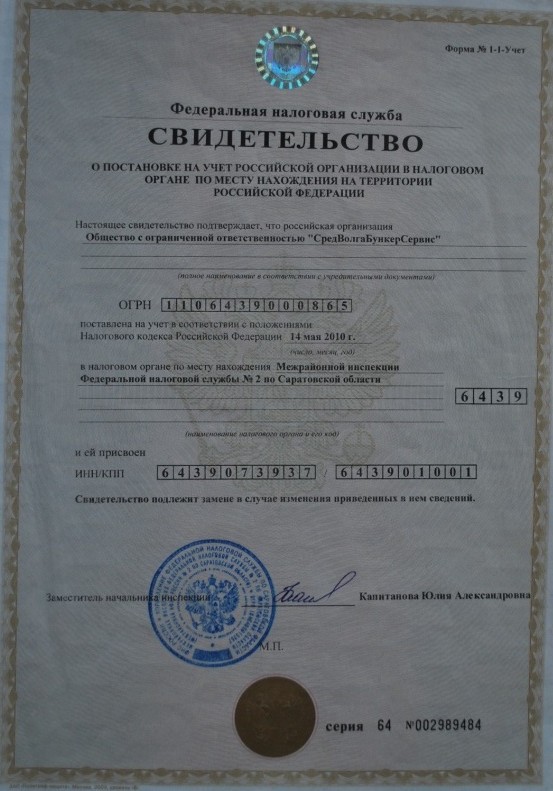 Форма № 1-1-Учет
Федеральная налоговая служба
СВИДЕТЕЛЬСТВО
О ПОСТАНОВКЕ НА УЧЕТ РОССИЙСКОЙ ОРГАНИЗАЦИИ В НАЛОГОВОМ
ОРГАНЕ ПО МЕСТУ НАХОЖДЕНИЯ НА ТЕРРИТОРИИ
РОССИЙСКОЙ ФЕДЕРАЦИИ
Настоящее свидетельство подтверждает, что российская организация
Общество с ограниченной ответственностью "СредВолгаБункерСервис"
(полное наименование в соответствии с учредительными документами)
ОГРН 1106439000865
поставлена на учет в соответствии с положениями
Налогового кодекса Российской Федерации 14 мая 2010 г.
(число, месяц, год)
в налоговом органе по месту нахождения Межрайонной инспекции
Федеральной налоговой службы № 2 по Саратовской области
6439
(наименование налогового органа и его код)
и ей присвоен
ИНН/КПП 6439073937 / 643901001
Свидетельство подлежит замене в случае изменения приведенных в нем сведений.
Заместитель начальника инспекции Капитанова Юлия Александровна
М.П.
серия 64 №002989484